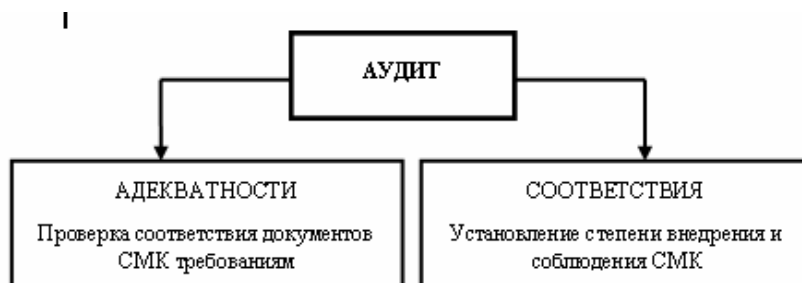 АУДИТ
АДЕКВАТНОСТИ
Проверка соответствия документов
СМК требованиям
СООТВЕТСТВИЯ
Установление степени внедрения и
соблюдения СМК